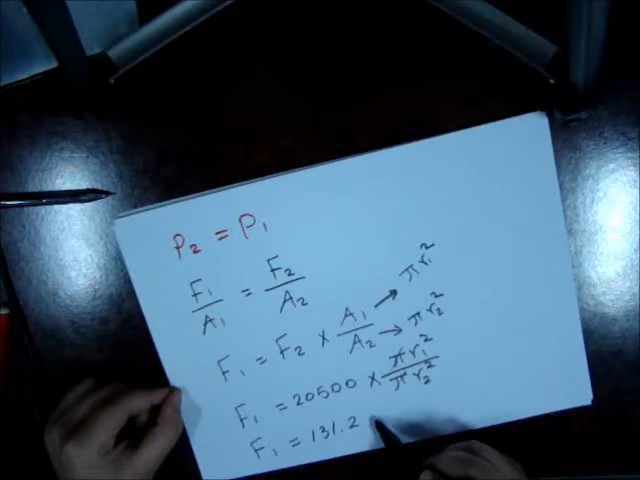 P₂ = P₁
F₁/A₁ = F₂/A₂
F₁ = F₂ × A₁/A₂ → πr₁² → πr₂²
F₁ = 20500 × πr₁²/πr₂²
F₁ = 131.2